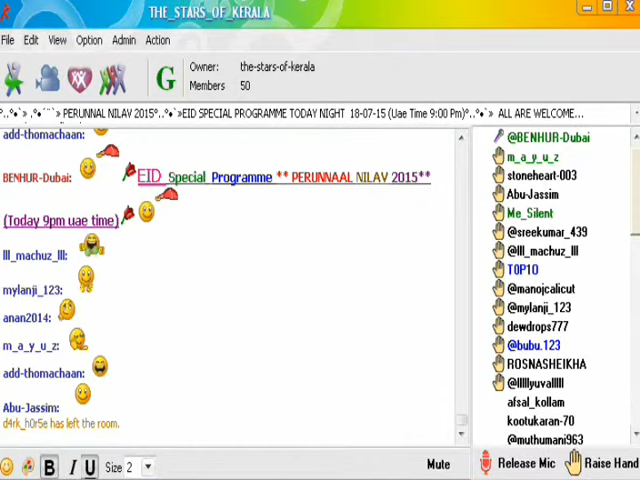 THE_STARS_OF_KERALA
File Edit View Option Admin Action
G
Owner: the-stars-of-kerala
Members 50
PERUNNAL NILAV 2015°..°•`»EID SPECIAL PROGRAMME TODAY NIGHT 18-07-15 (Uae Time 9:00 Pm)°..°•`» ALL ARE WELCOME...
add-thomachaan:
BENHUR-Dubai: EID Special Programme ** PERUNNAAL NILAV 2015**
(Today 9pm uae time)
lll_machuz_lll:
mylanji_123:
anan2014:
m_a_y_u_z:
add-thomachaan:
Abu-Jassim:
d4rk_h0r5e has left the room.
@BENHUR-Dubai
m_a_y_u_z
stoneheart-003
Abu-Jassim
Me_Silent
@sreekumar_439
@lll_machuz_lll
T0P1O
@manojcalicut
@mylanji_123
dewdrops777
@bubu.123
ROSNASHEIKHA
@lllllyuvalllll
afsal_kollam
kootukaran-70
@muthumani963
B I U Size 2 Mute Release Mic Raise Hand